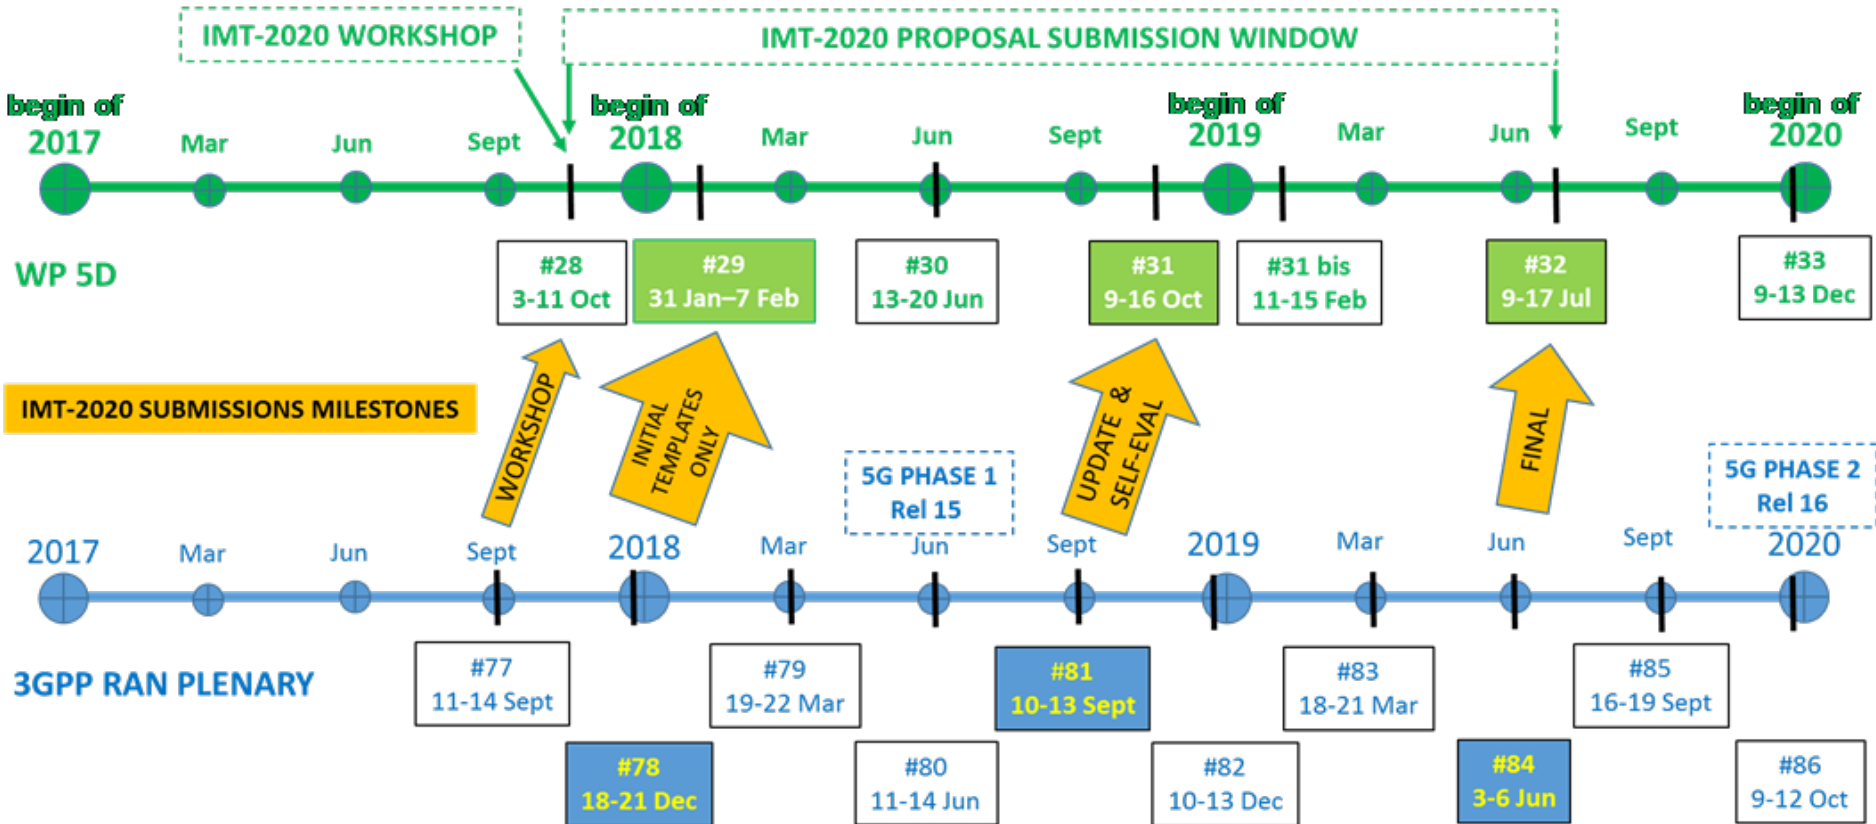 IMT-2020 WORKSHOP
IMT-2020 PROPOSAL SUBMISSION WINDOW
begin of
2017
Mar
Jun
Sept
begin of
2018
Mar
Jun
Sept
begin of
2019
Mar
Jun
Sept
begin of
2020
WP 5D
#28
3-11 Oct
#29
31 Jan–7 Feb
#30
13-20 Jun
#31
9-16 Oct
#31 bis
11-15 Feb
#32
9-17 Jul
#33
9-13 Dec
IMT-2020 SUBMISSIONS MILESTONES
WORKSHOP
INITIAL
TEMPLATES
ONLY
UPDATE &
SELF-EVAL
FINAL
5G PHASE 1
Rel 15
5G PHASE 2
Rel 16
2017
Mar
Jun
Sept
2018
Mar
Jun
Sept
2019
Mar
Jun
Sept
2020
3GPP RAN PLENARY
#77
11-14 Sept
#78
18-21 Dec
#79
19-22 Mar
#80
11-14 Jun
#81
10-13 Sept
#82
10-13 Dec
#83
18-21 Mar
#84
3-6 Jun
#85
16-19 Sept
#86
9-12 Oct